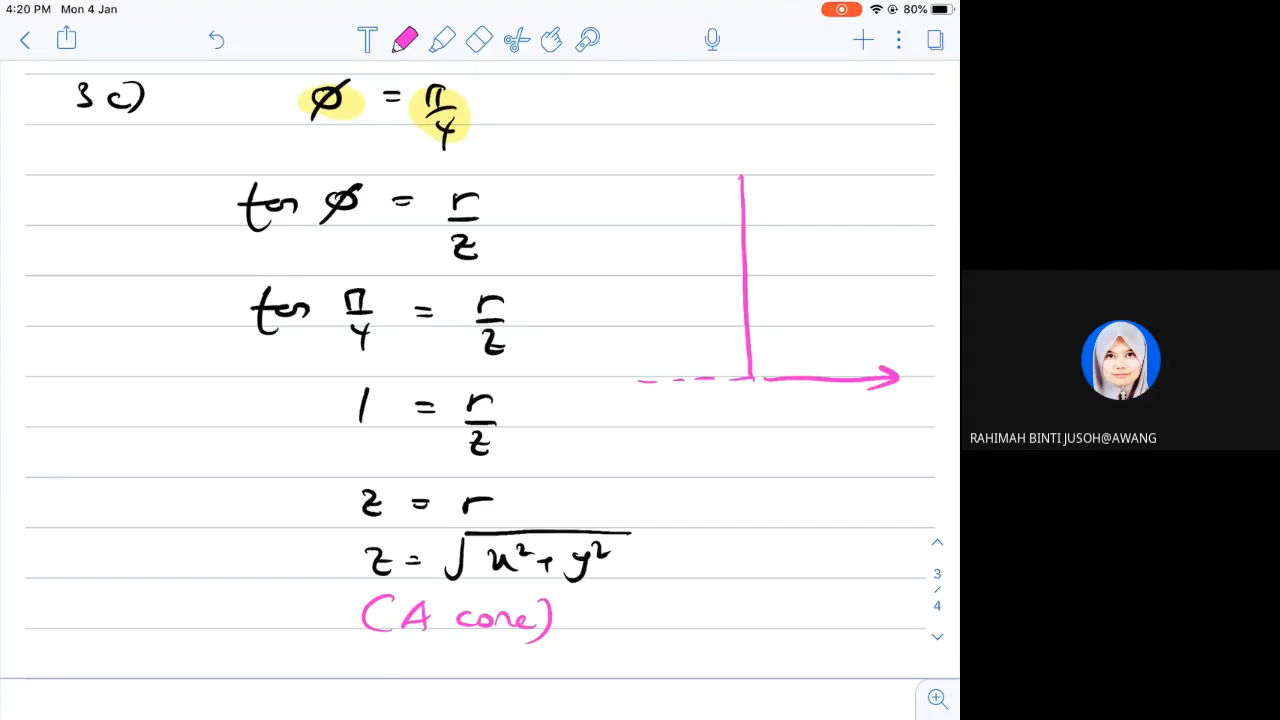 4:20 PM Mon 4 Jan 80%
3 c) ø = π/4
tan ø = r/z
tan π/4 = r/z
1 = r/z
z = r
z = √(x² + y²)
(A cone)
3/4
RAHIMAH BINTI JUSOH@AWANG